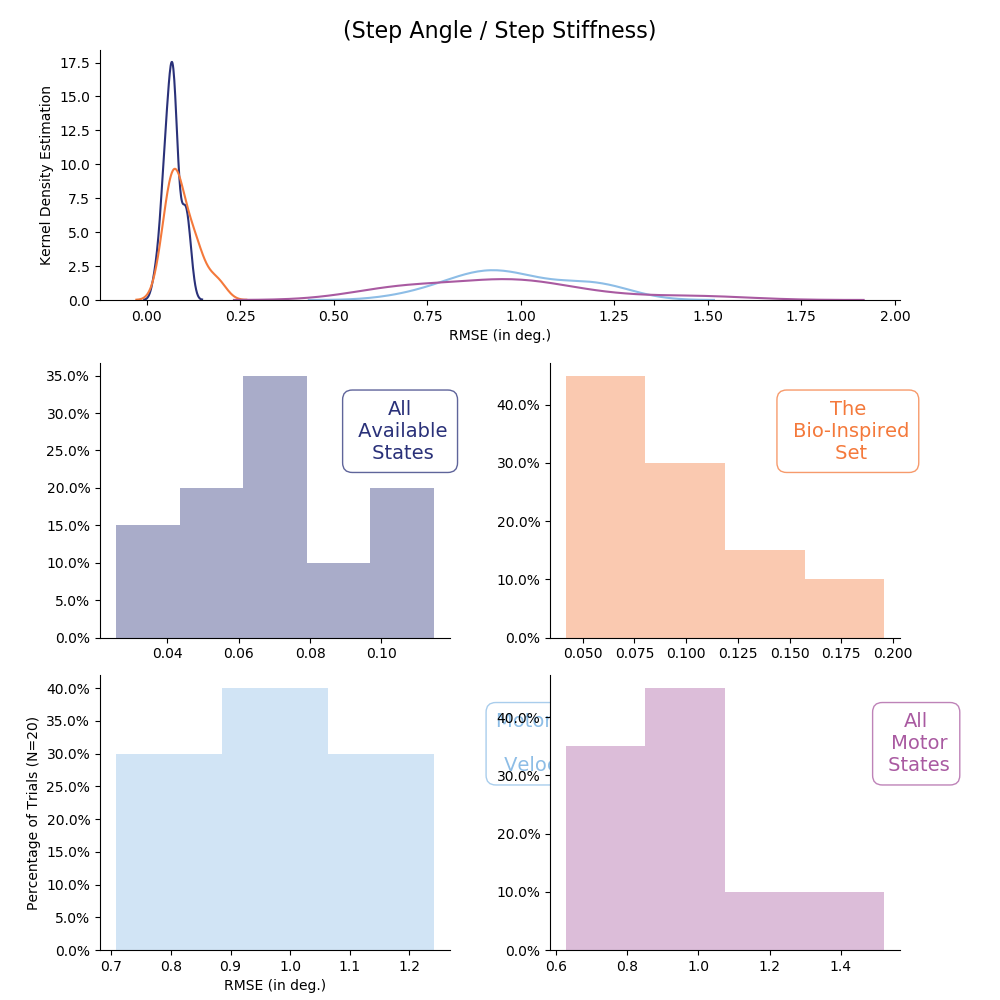 (Step Angle / Step Stiffness)
Kernel Density Estimation
17.5
15.0
12.5
10.0
7.5
5.0
2.5
0.0
0.00 0.25 0.50 0.75 1.00 1.25 1.50 1.75 2.00
RMSE (in deg.)
35.0%
30.0%
25.0%
20.0%
15.0%
10.0%
5.0%
0.0%
All
Available
States
0.04 0.06 0.08 0.10
40.0%
30.0%
20.0%
10.0%
0.0%
The
Bio-Inspired
Set
0.050 0.075 0.100 0.125 0.150 0.175 0.200
Percentage of Trials (N=20)
40.0%
35.0%
30.0%
25.0%
20.0%
15.0%
10.0%
5.0%
0.0%
0.7 0.8 0.9 1.0 1.1 1.2
RMSE (in deg.)
Motor
40.0%
30.0%
20.0%
10.0%
0.0%
All
Motor
States
0.6 0.8 1.0 1.2 1.4